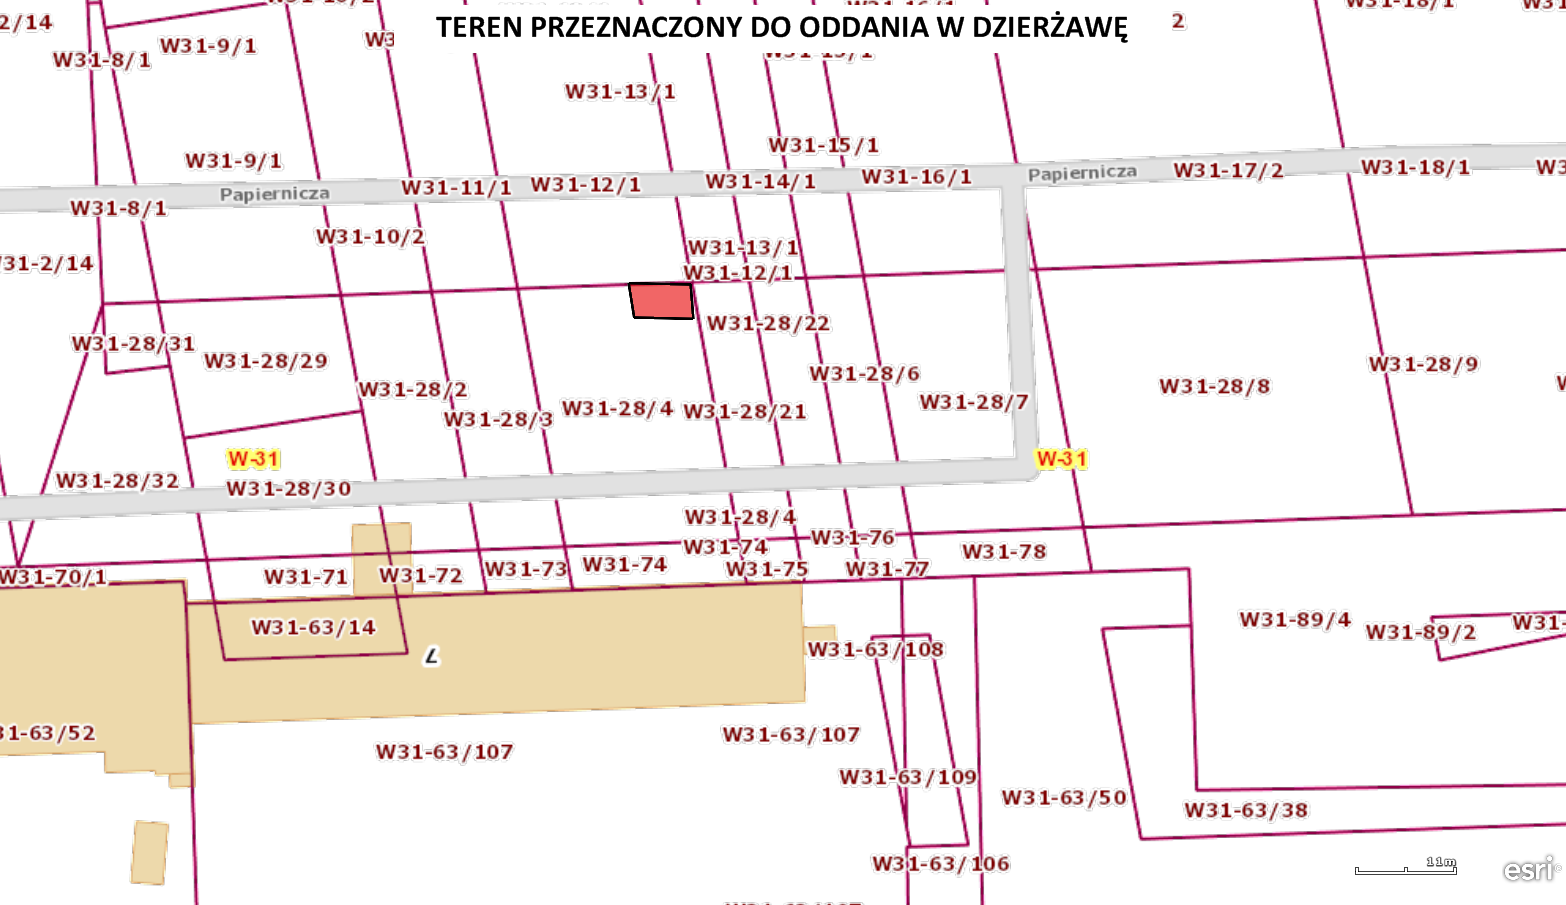 TEREN PRZEZNACZONY DO ODDANIA W DZIERŻAWĘ
2/14
W31-8/1
W31-9/1
2
W31-18/1
W31-13/1
W31-15/1
W31-9/1
Papiernicza
W31-11/1
W31-12/1
W31-14/1
W31-16/1
Papiernicza
W31-17/2
W31-18/1
W31-8/1
W31-10/2
W31-13/1
31-2/14
W31-12/1
W31-28/22
W31-28/31
W31-28/29
W31-28/6
W31-28/9
W31-28/2
W31-28/8
W31-28/3
W31-28/4
W31-28/21
W31-28/7
W-31
W-31
W31-28/32
W31-28/30
W31-28/4
W31-74
W31-76
W31-78
W31-70/1
W31-71
W31-72
W31-73
W31-74
W31-75
W31-77
W31-63/14
7
W31-63/108
W31-89/4
W31-89/2
W31-
31-63/52
W31-63/107
W31-63/107
W31-63/109
W31-63/50
W31-63/38
W31-63/106
11m
esri